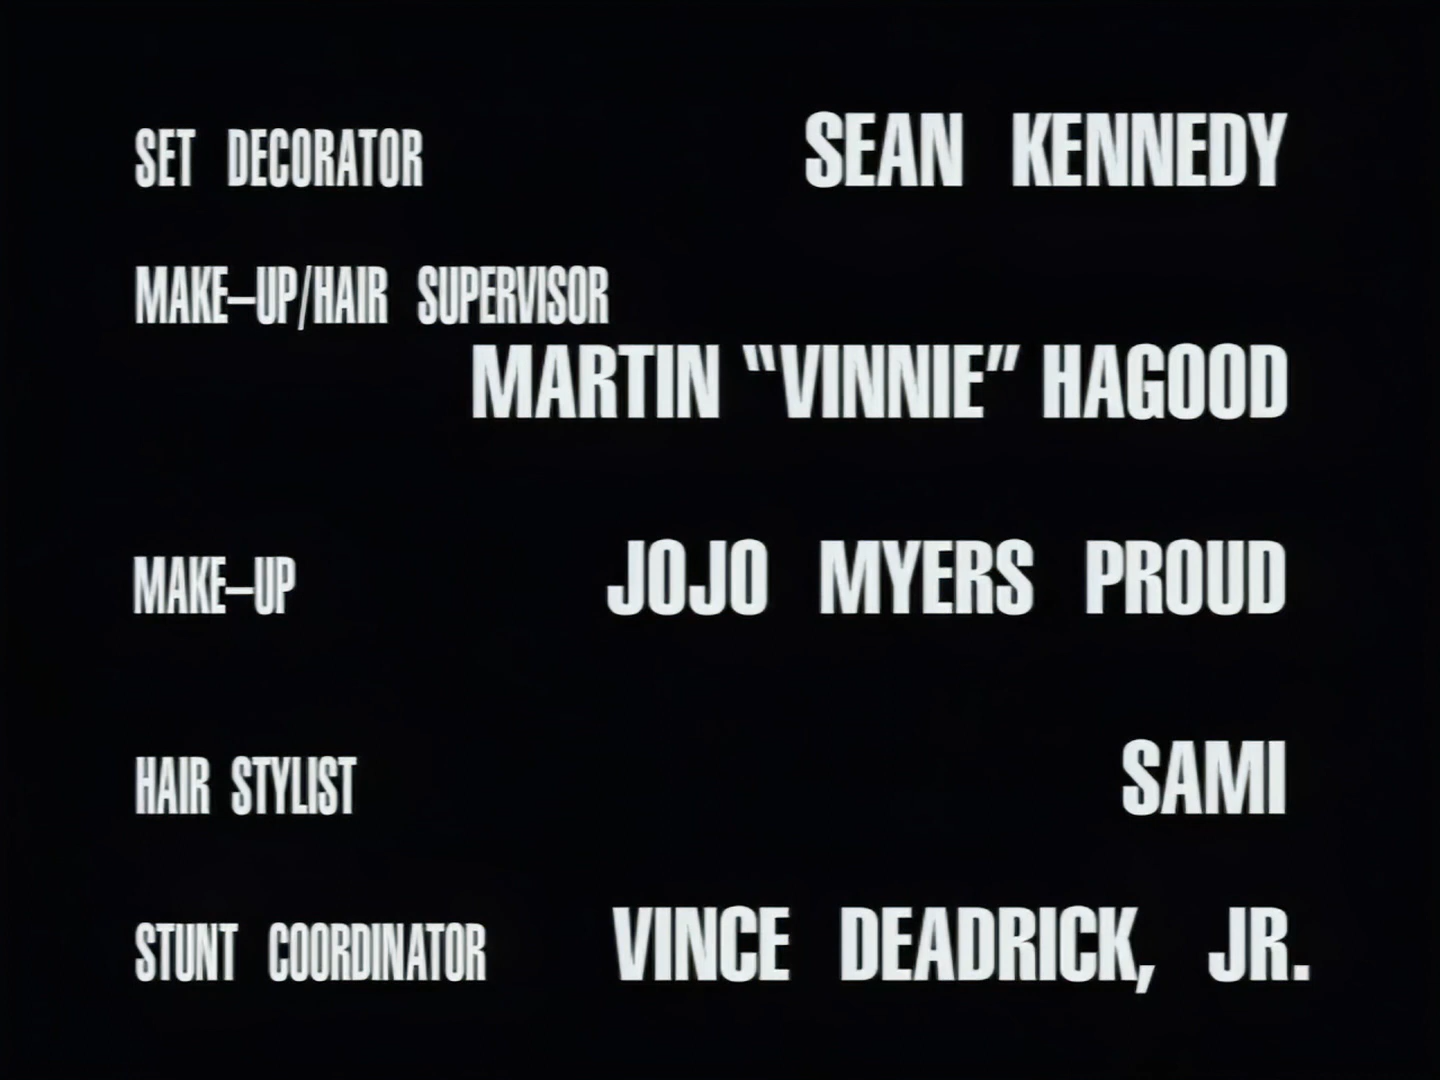 SET DECORATOR SEAN KENNEDY
MAKE–UP/HAIR SUPERVISOR
MARTIN “VINNIE” HAGOOD
MAKE–UP JOJO MYERS PROUD
HAIR STYLIST SAMI
STUNT COORDINATOR VINCE DEADRICK, JR.